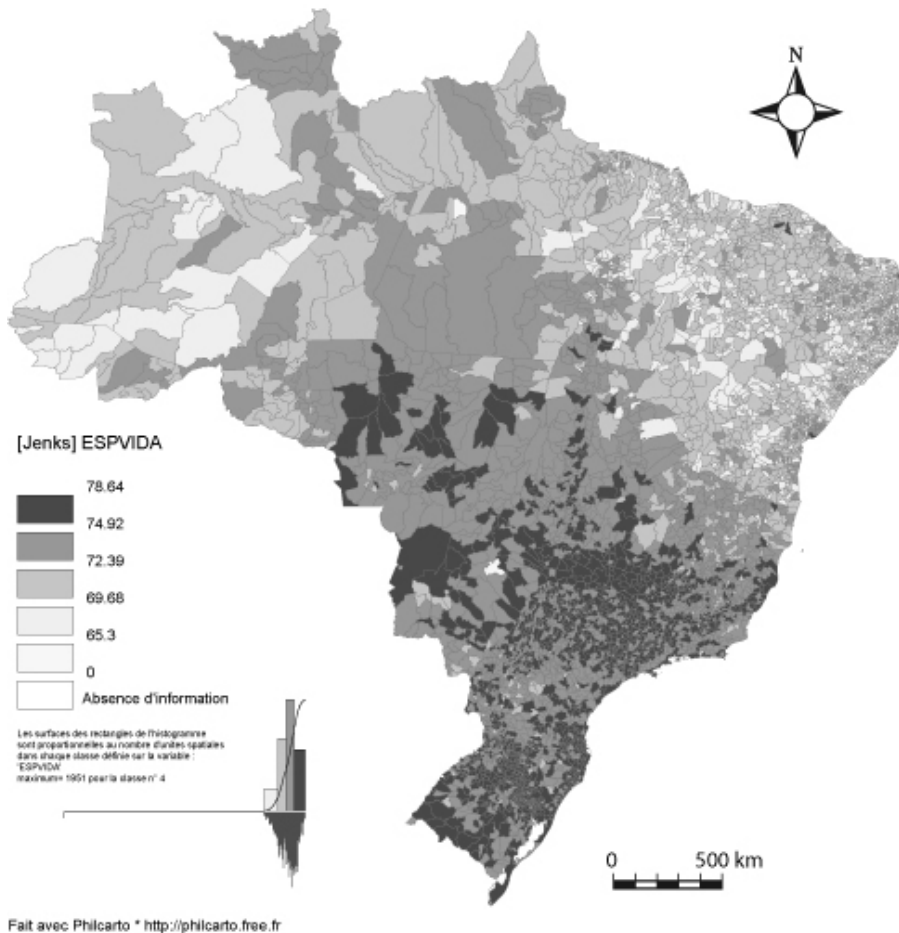 N
[Jenks] ESPVIDA
78.64
74.92
72.39
69.68
65.3
0
Absence d'information
Les surfaces des rectangles de l'histogramme
sont proportionnelles au nombre d'unites spatiales
dans chaque classe définie sur la variable :
'ESPVIDA'
maximum= 1951 pour la classe n° 4
0 500 km
Fait avec Philcarto * http://philcarto.free.fr